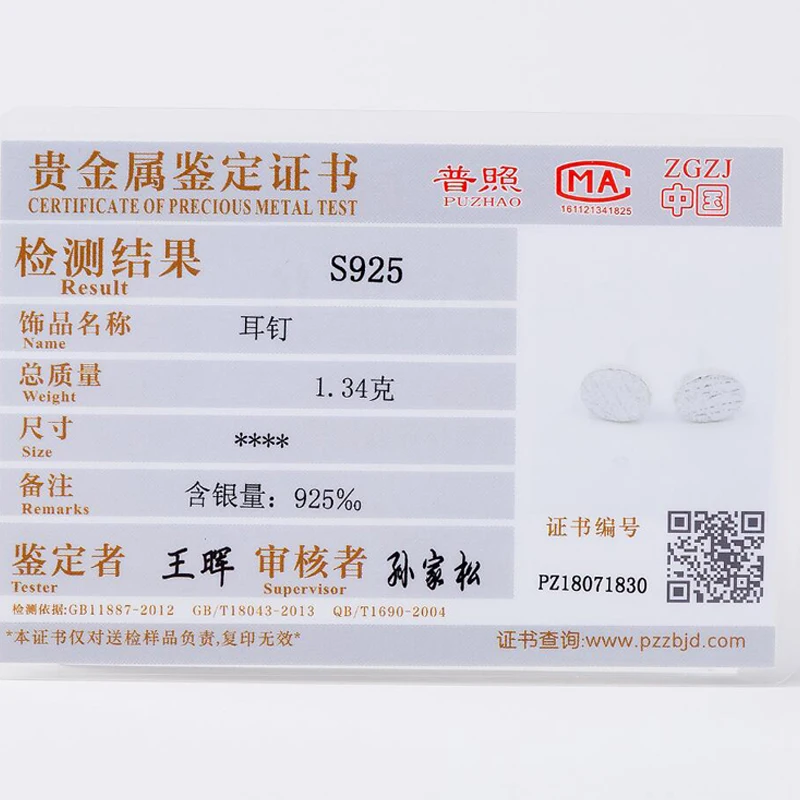 贵金属鉴定证书
CERTIFICATE OF PRECIOUS METAL TEST
普照
PUZHAO
MA
161121341825
ZGZJ
中国
检测结果 S925
Result
饰品名称 耳钉
Name
总质量 1.34克
Weight
尺寸 ****
Size
备注 含银量：925‰
Remarks
鉴定者 王晖 审核者 孙家松
Tester Supervisor
证书编号
PZ18071830
检测依据:GB11887-2012 GB/T18043-2013 QB/T1690-2004
*本证书仅对送检样品负责,复印无效* 证书查询:www.pzzbjd.com